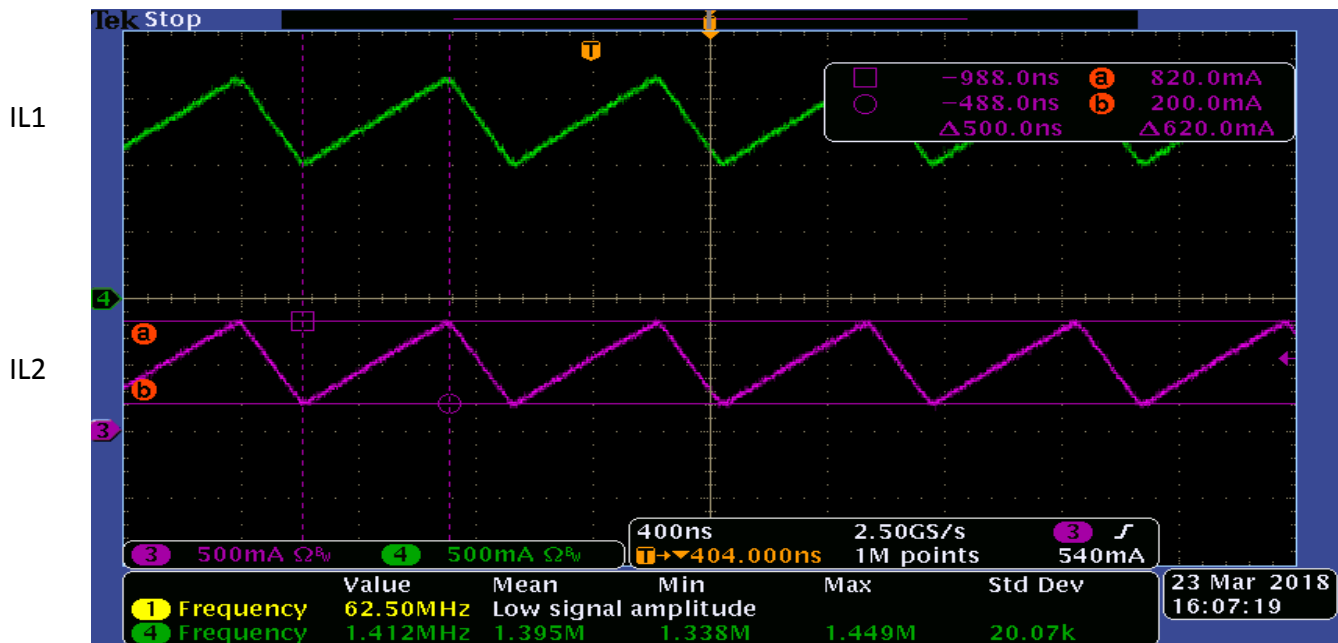 Tek Stop
T
IL1
−988.0ns a 820.0mA
−488.0ns b 200.0mA
Δ500.0ns Δ620.0mA
4
a
IL2
b
3
400ns 2.50GS/s 3
T→▼404.000ns 1M points 540mA
3 500mA ΩBW 4 500mA ΩBW
Value Mean Min Max Std Dev
1 Frequency 62.50MHz Low signal amplitude
4 Frequency 1.412MHz 1.395M 1.338M 1.449M 20.07k
23 Mar 2018
16:07:19